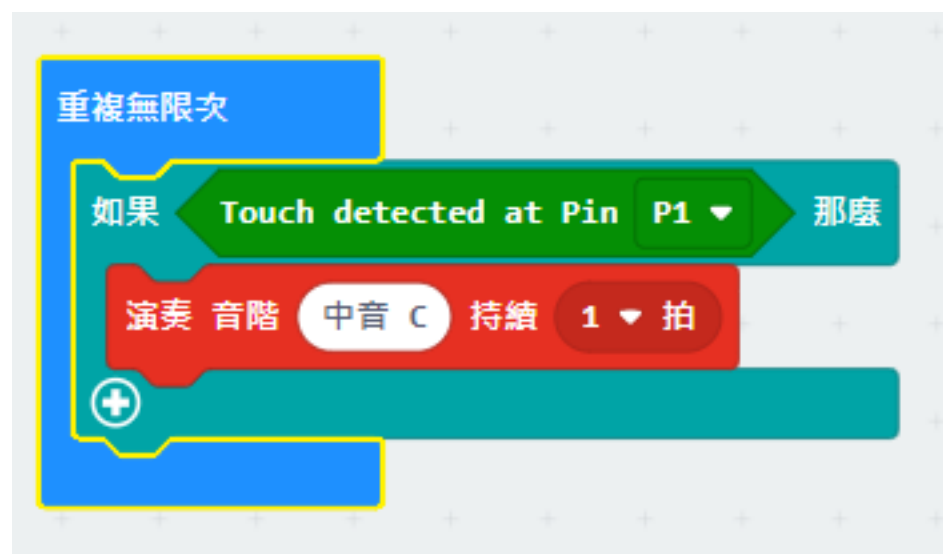 重複無限次
如果 Touch detected at Pin P1 那麼
演奏 音階 中音 C 持續 1 拍